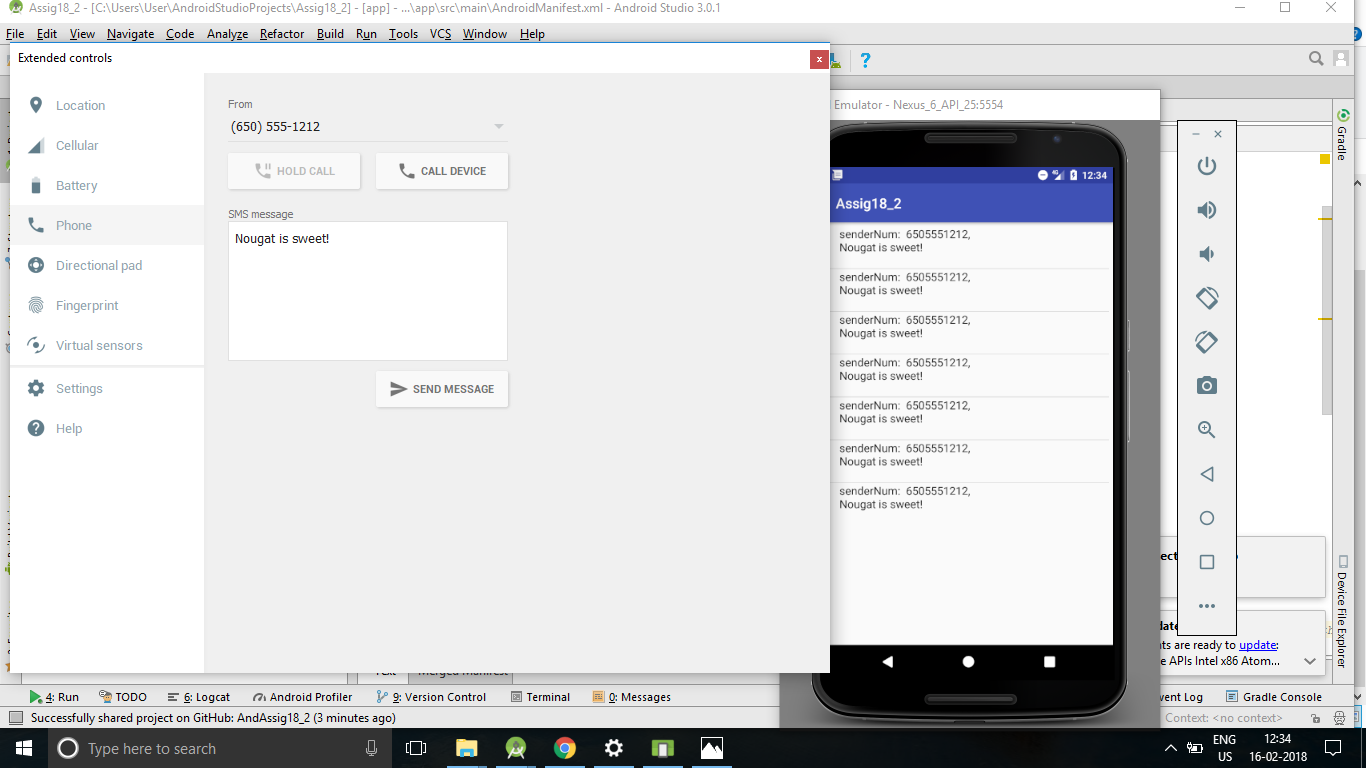 Assig18_2 - [C:\Users\User\AndroidStudioProjects\Assig18_2] - [app] - ...\app\src\main\AndroidManifest.xml - Android Studio 3.0.1
File Edit View Navigate Code Analyze Refactor Build Run Tools VCS Window Help
Extended controls
Location
Cellular
Battery
Phone
Directional pad
Fingerprint
Virtual sensors
Settings
Help
From
(650) 555-1212
HOLD CALL
CALL DEVICE
SMS message
Nougat is sweet!
SEND MESSAGE
Emulator - Nexus_6_API_25:5554
12:34
Assig18_2
senderNum: 6505551212,
Nougat is sweet!
senderNum: 6505551212,
Nougat is sweet!
senderNum: 6505551212,
Nougat is sweet!
senderNum: 6505551212,
Nougat is sweet!
senderNum: 6505551212,
Nougat is sweet!
senderNum: 6505551212,
Nougat is sweet!
senderNum: 6505551212,
Nougat is sweet!
Gradle
Device File Explorer
nts are ready to update:
e APIs Intel x86 Atom...
Text Merged Manifest
4: Run TODO 6: Logcat Android Profiler 9: Version Control Terminal 0: Messages
vent Log Gradle Console
Successfully shared project on GitHub: AndAssig18_2 (3 minutes ago)
Context: <no context>
Type here to search
ENG
US
12:34
16-02-2018